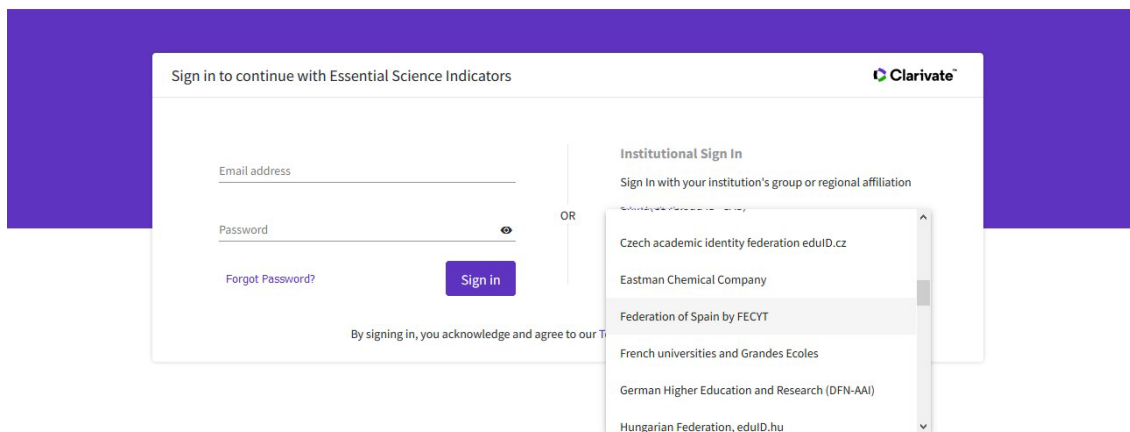 Sign in to continue with Essential Science Indicators
Clarivate™
Email address
Password
Forgot Password?
Sign in
By signing in, you acknowledge and agree to our
OR
Institutional Sign In
Sign In with your institution's group or regional affiliation
Czech academic identity federation eduID.cz
Eastman Chemical Company
Federation of Spain by FECYT
French universities and Grandes Ecoles
German Higher Education and Research (DFN-AAI)
Hungarian Federation, eduID.hu